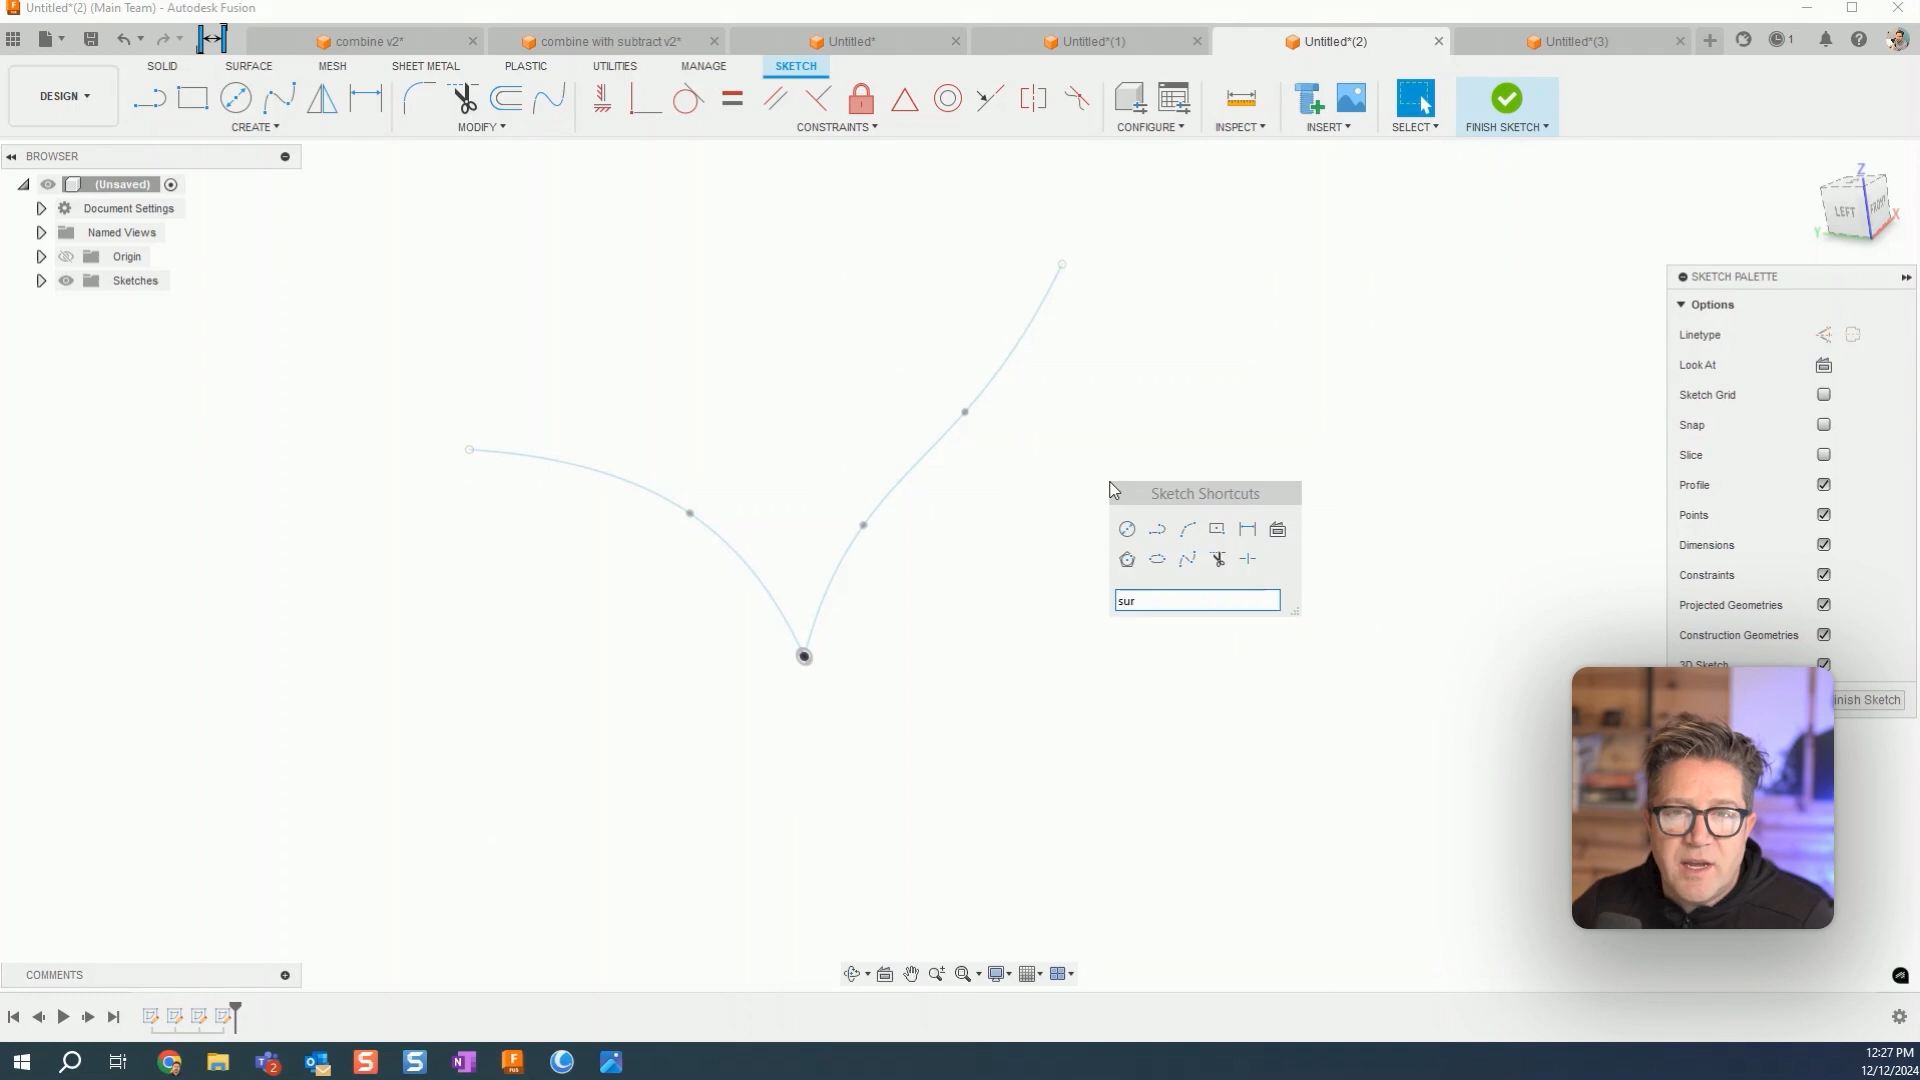 Untitled*(2) (Main Team) - Autodesk Fusion
combine v2*
combine with subtract v2*
Untitled*
Untitled*(1)
Untitled*(2)
Untitled*(3)
1
SOLID
SURFACE
MESH
SHEET METAL
PLASTIC
UTILITIES
MANAGE
SKETCH
DESIGN
CREATE
MODIFY
CONSTRAINTS
CONFIGURE
INSPECT
INSERT
SELECT
FINISH SKETCH
BROWSER
(Unsaved)
Document Settings
Named Views
Origin
Sketches
Z
LEFT
FRONT
X
Y
SKETCH PALETTE
Options
Linetype
Look At
Sketch Grid
Snap
Slice
Profile
Points
Dimensions
Constraints
Projected Geometries
Construction Geometries
3D Sketch
inish Sketch
Sketch Shortcuts
sur
COMMENTS
12:27 PM
12/12/2024